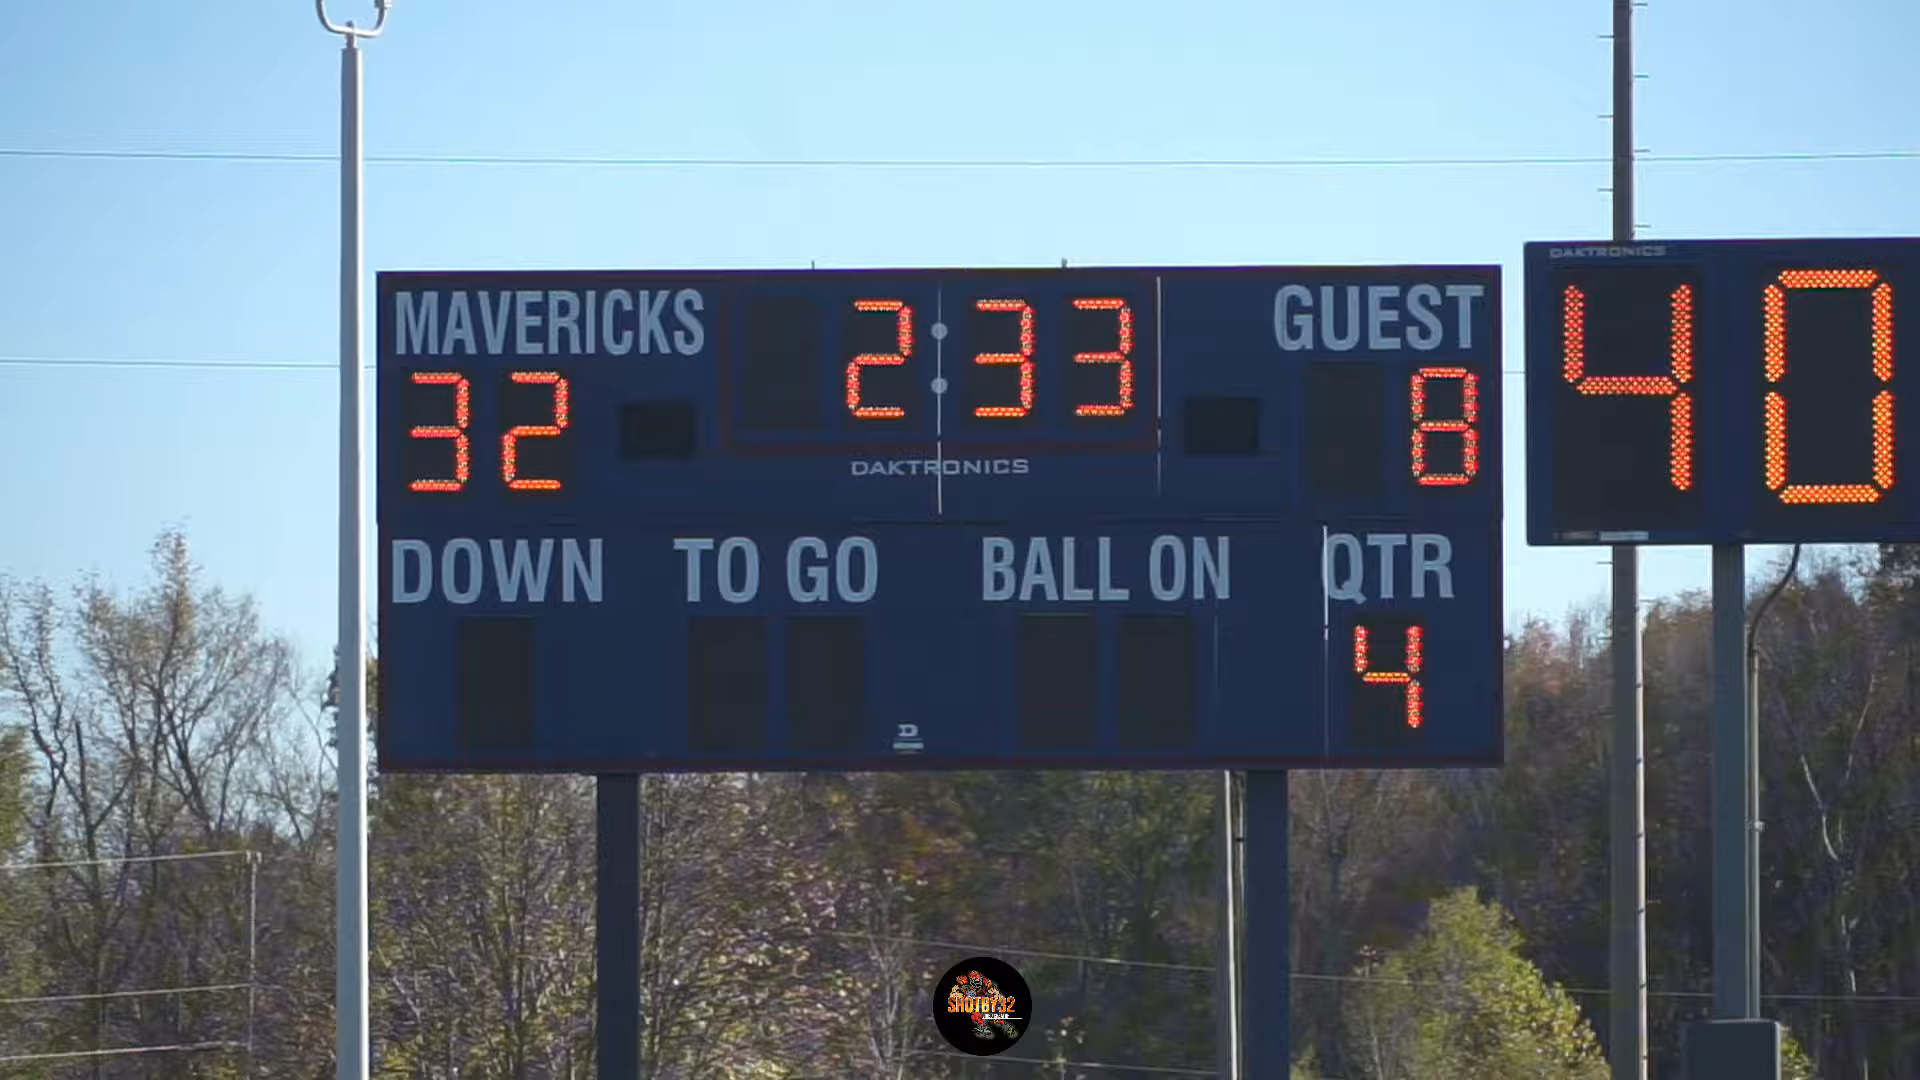 MAVERICKS 2:33 GUEST
32 8
DAKTRONICS
DOWN TO GO BALL ON QTR
4
DAKTRONICS
40
SHOTBY32